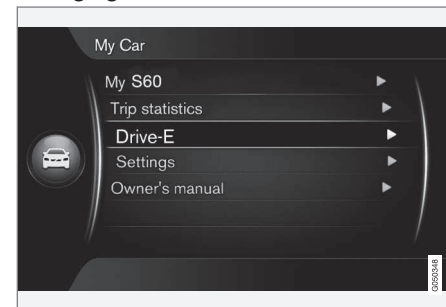 My Car
My S60
Trip statistics
Drive-E
Settings
Owner's manual
G050348